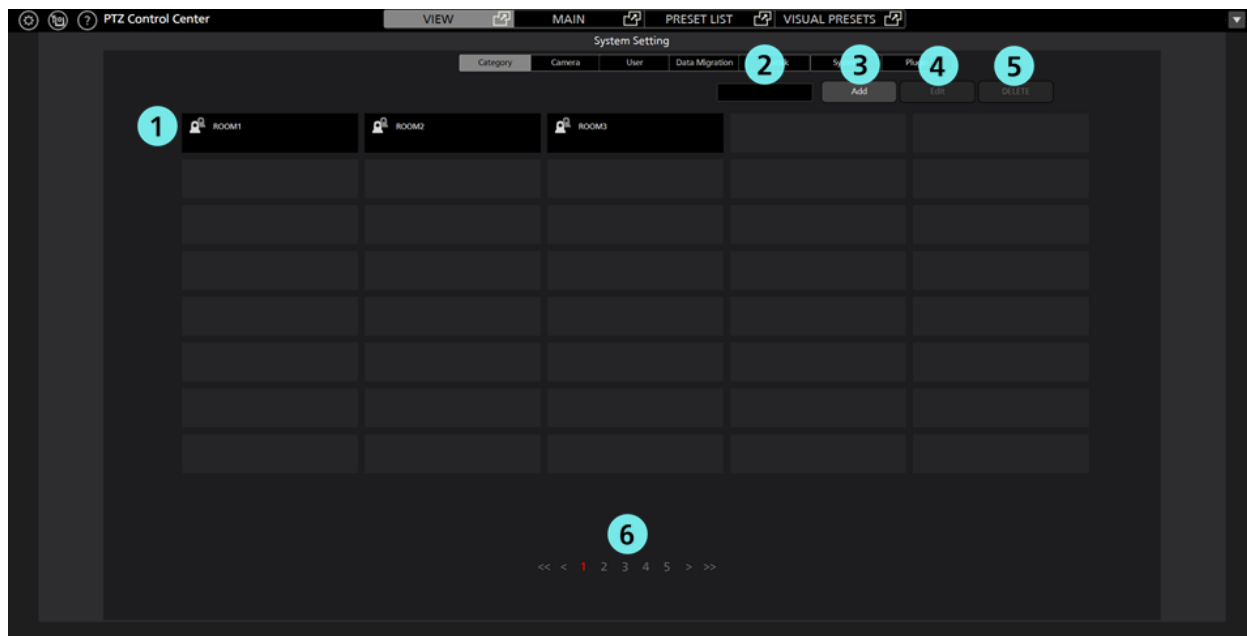 PTZ Control Center VIEW MAIN PRESET LIST VISUAL PRESETS
System Setting
Category Camera User Data Migration
2 3 4 5
Add Edit DELETE
1 ROOM1 ROOM2 ROOM3
6
<< < 1 2 3 4 5 > >>